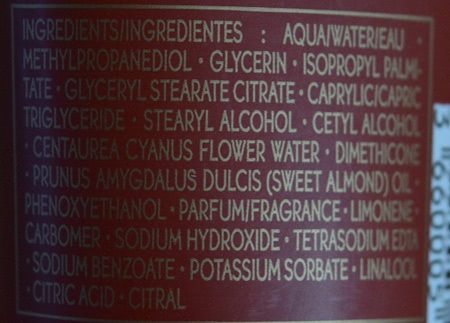 INGREDIENTS/INGREDIENTES : AQUA/WATER/EAU ·
METHYLPROPANEDIOL · GLYCERIN · ISOPROPYL PALMI-
TATE · GLYCERYL STEARATE CITRATE · CAPRYLIC/CAPRIC
TRIGLYCERIDE · STEARYL ALCOHOL · CETYL ALCOHOL
· CENTAUREA CYANUS FLOWER WATER · DIMETHICONE
· PRUNUS AMYGDALUS DULCIS (SWEET ALMOND) OIL ·
PHENOXYETHANOL · PARFUM/FRAGRANCE · LIMONENE ·
CARBOMER · SODIUM HYDROXIDE · TETRASODIUM EDTA
· SODIUM BENZOATE · POTASSIUM SORBATE · LINALOOL
· CITRIC ACID · CITRAL